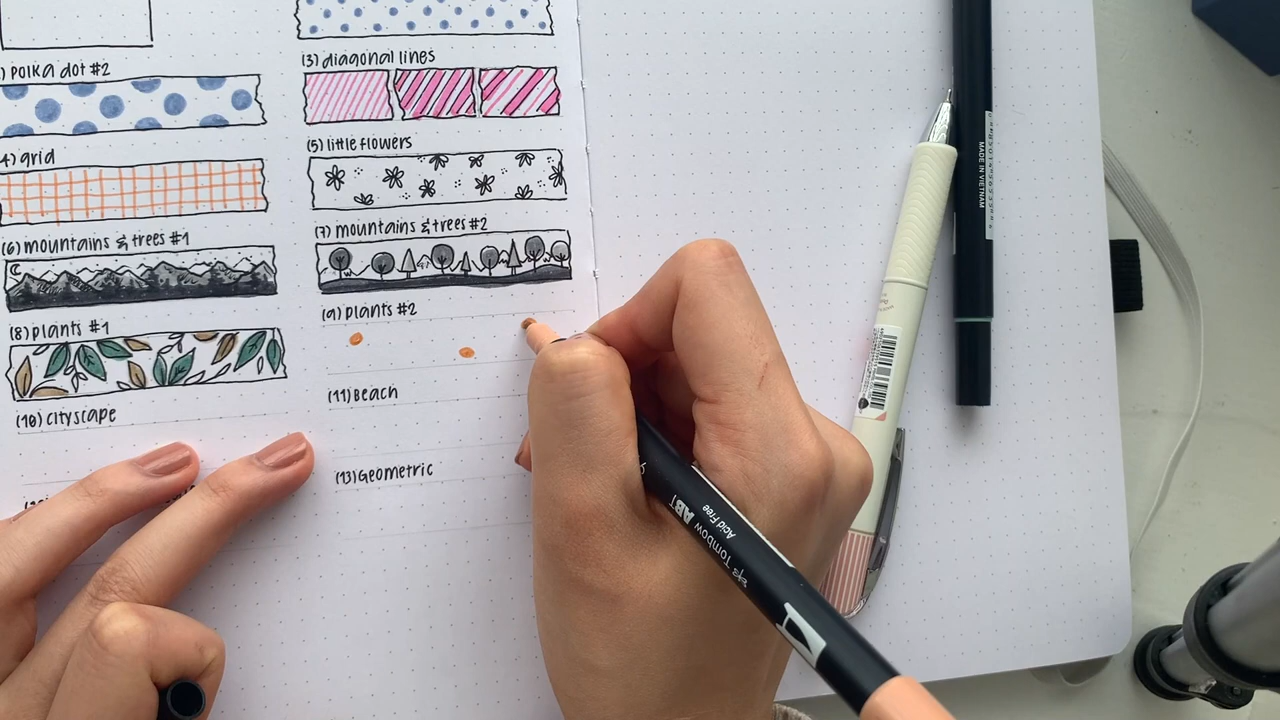 ) polka dot #2
(3) diagonal lines
4) grid
(5) little flowers
(6) mountains & trees #1
(7) mountains & trees #2
(8) plants #1
(9) plants #2
(10) cityscape
(11) Beach
(13) Geometric
Tombow ABT
Acid Free
MADE IN VIETNAM